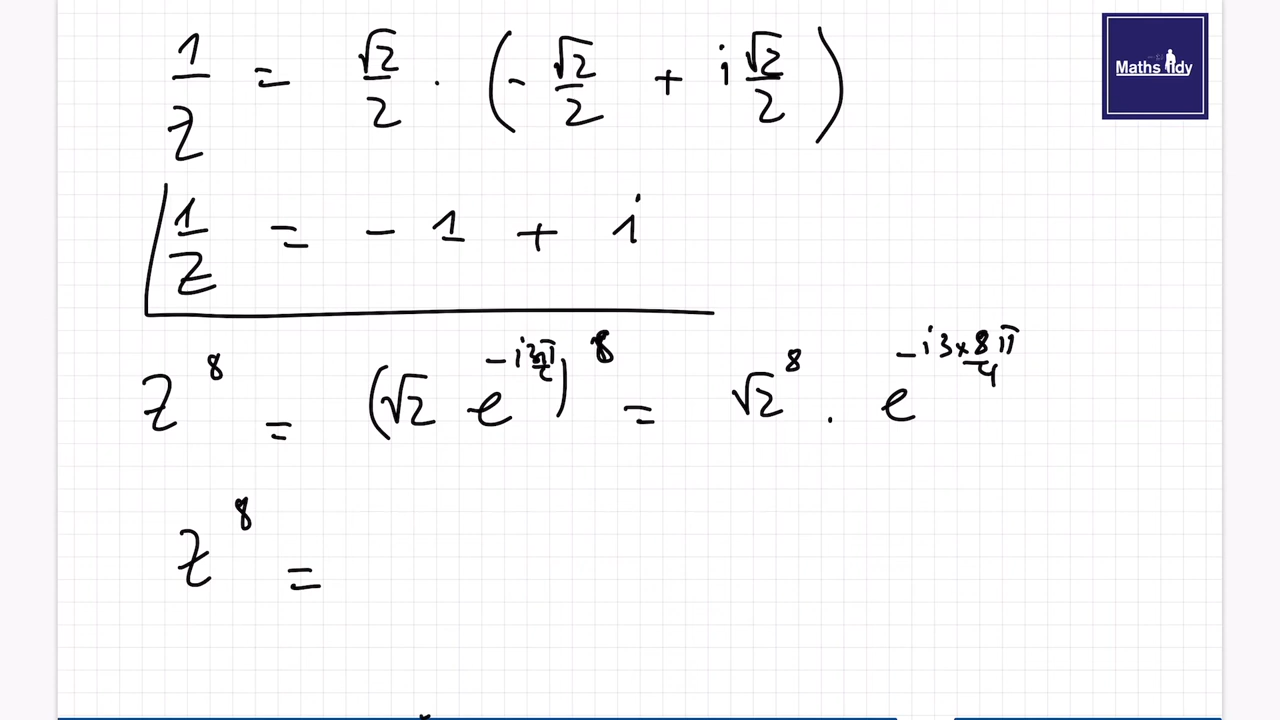 Maths Andy
1/z = √2/2 · (- √2/2 + i √2/2)
1/z = - 1 + i
z^8 = (√2 e^(-i3π/4))^8 = √2^8 · e^(-i3×8π/4)
z^8 =